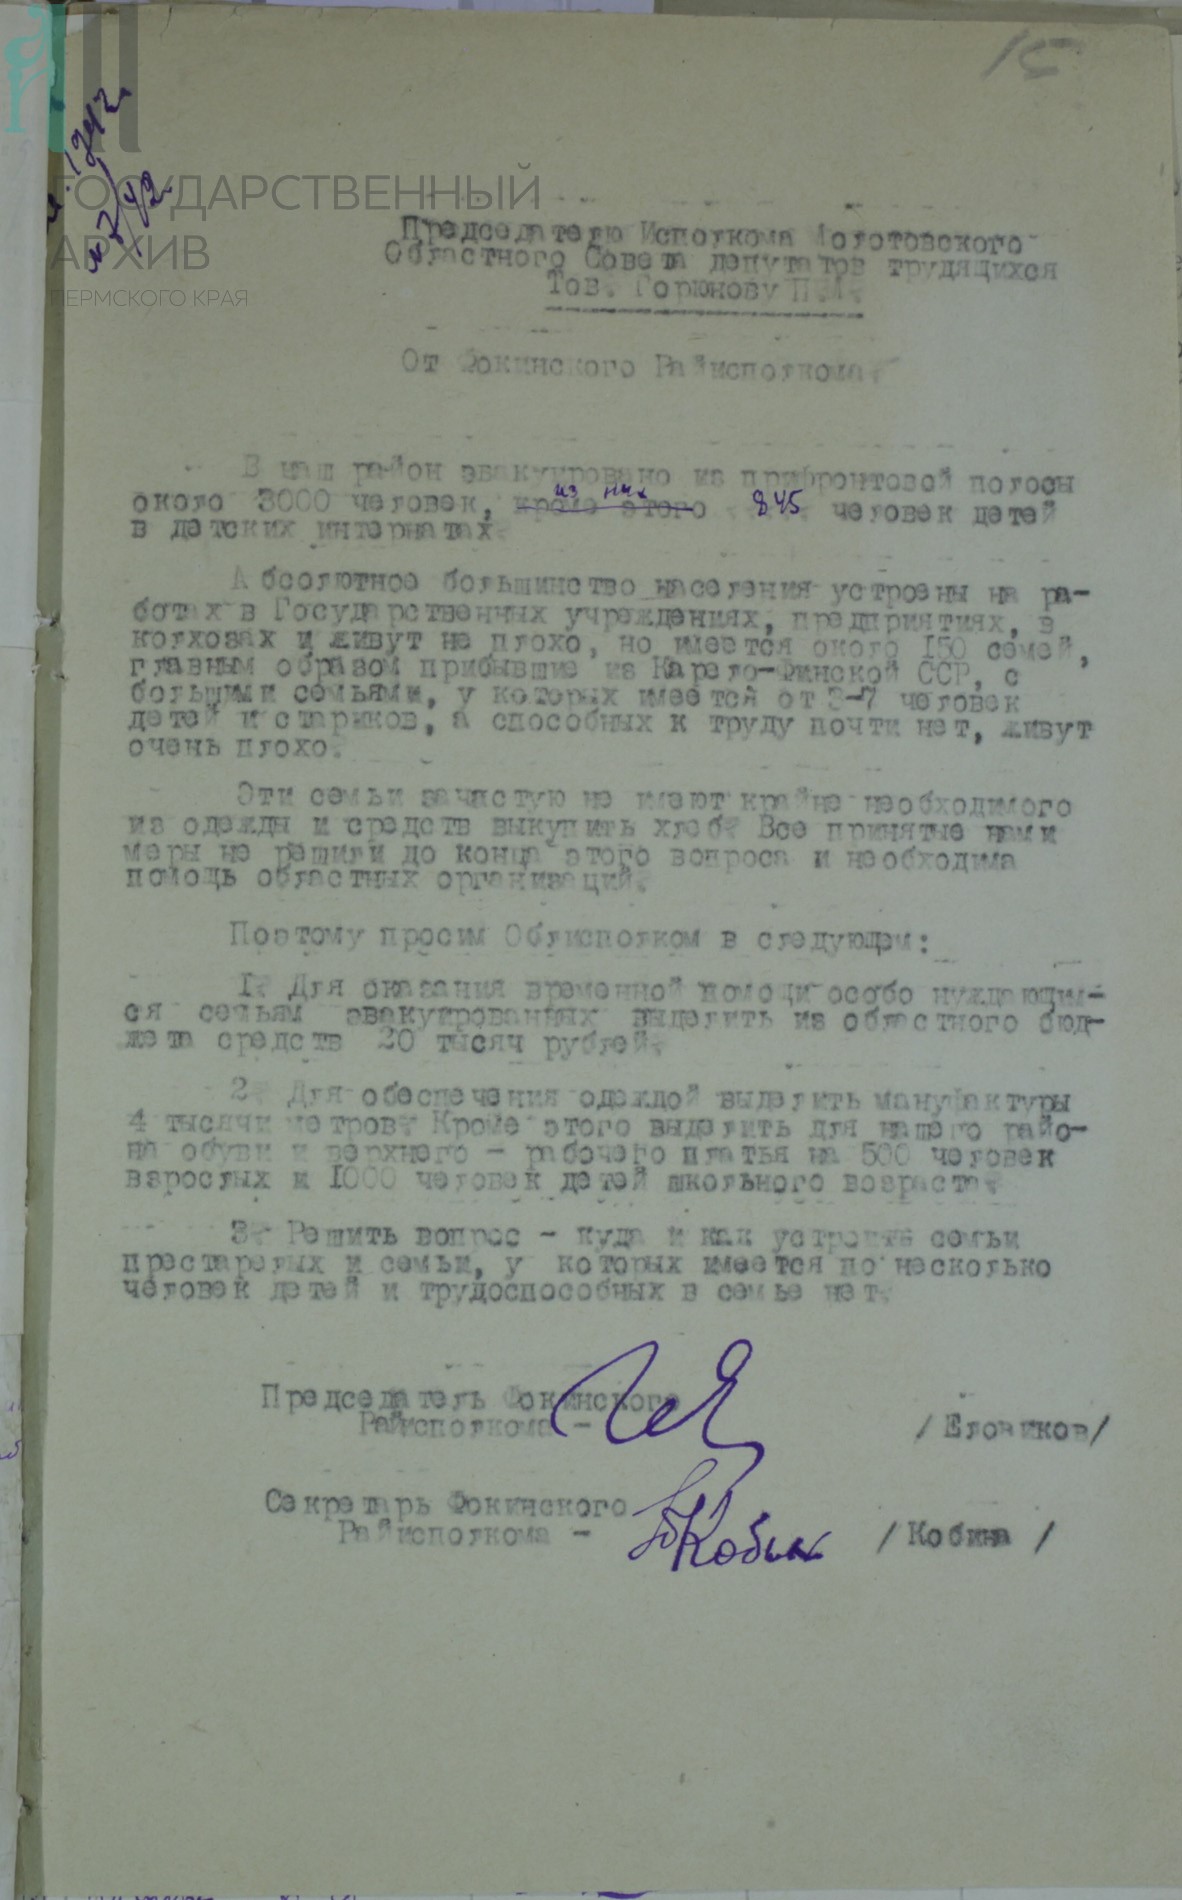 15
ГОСУДАРСТВЕННЫЙ
АРХИВ
ПЕРМСКОГО КРАЯ
Председателю Исполкома Молотовского
Областного Совета депутатов трудящихся
Тов. Горюнову П.И.
От Фокинского Райисполкома.
В наш район эвакуировано из прифронтовой полосы
около 3000 человек, кроме этого из них 845 человек детей
в детских интернатах.
Абсолютное большинство населения устроены на ра-
ботах в Государственных учреждениях, предприятиях, в
колхозах и живут не плохо, но имеется около 150 семей,
главным образом прибывшие из Карело-Финской ССР, с
большими семьями, у которых имеется от 3-7 человек
детей и стариков, а способных к труду почти нет, живут
очень плохо.
Эти семьи зачастую не имеют крайне необходимого
из одежды и средств выкупить хлеб. Все принятые нами
меры не решили до конца этого вопроса и необходима
помощь областных организаций.
Поэтому просим Облисполком в следующем:
1. Для оказания временной помощи особо нуждающим-
ся семьям эвакуированных выделить из областного бюд-
жета средств 20 тысяч рублей.
2. Для обеспечения одеждой выделить мануфактуры
4 тысячи метров. Кроме этого выделить для нашего райо-
на обуви и верхнего - рабочего платья на 500 человек
взрослых и 1000 человек детей школьного возраста.
3. Решить вопрос - куда и как устроить семьи
престарелых и семьи, у которых имеется по несколько
человек детей и трудоспособных в семье нет.
Председатель Фокинского
Райисполкома - /Еловиков/
Секретарь Фокинского
Райисполкома - /Кобина /